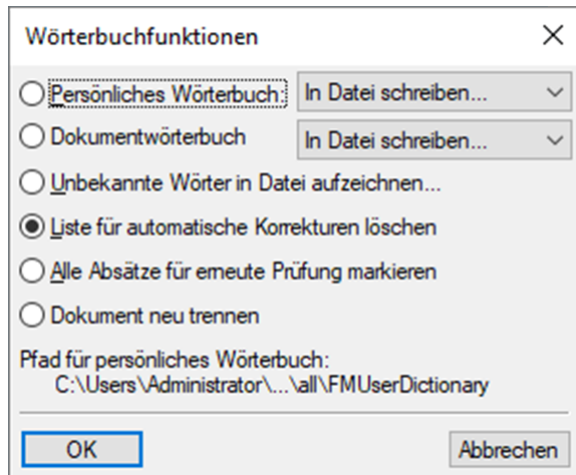 Wörterbuchfunktionen
Persönliches Wörterbuch: In Datei schreiben...
Dokumentwörterbuch In Datei schreiben...
Unbekannte Wörter in Datei aufzeichnen...
Liste für automatische Korrekturen löschen
Alle Absätze für erneute Prüfung markieren
Dokument neu trennen
Pfad für persönliches Wörterbuch:
C:\Users\Administrator\...\all\FMUserDictionary
OK Abbrechen